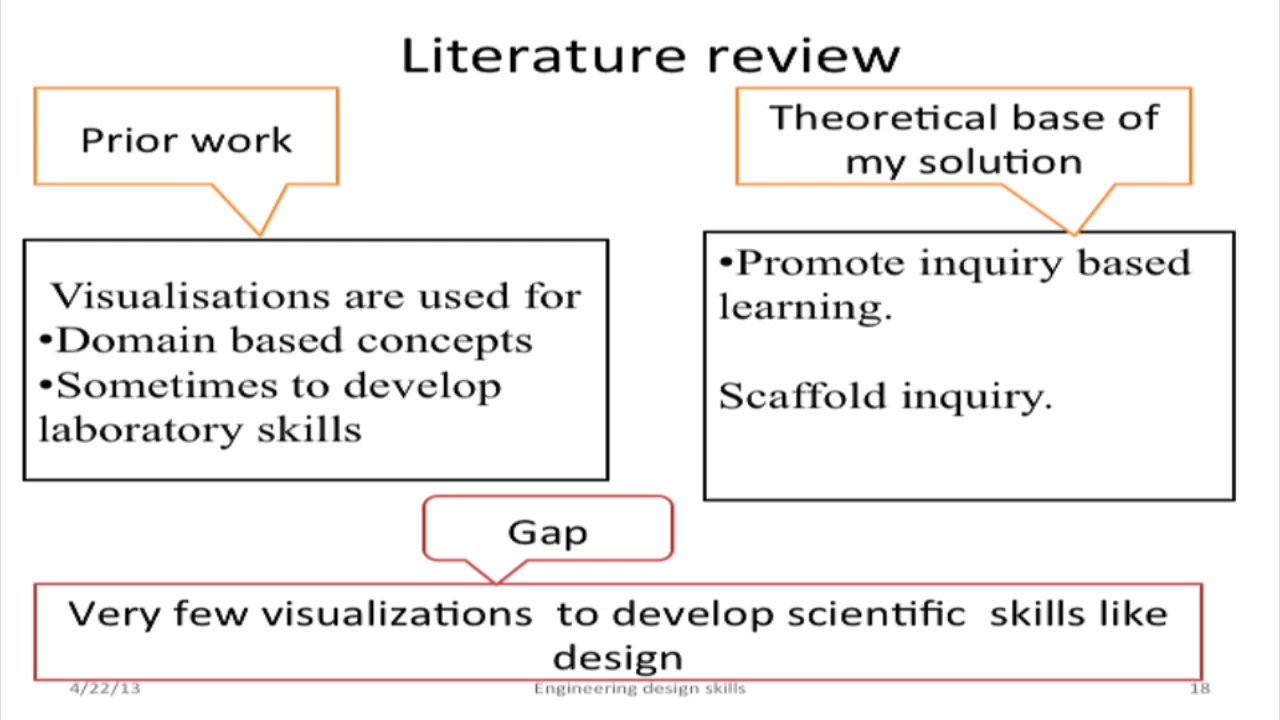 Literature review
Prior work
Visualisations are used for
•Domain based concepts
•Sometimes to develop
laboratory skills
Theoretical base of
my solution
•Promote inquiry based
learning.
Scaffold inquiry.
Gap
Very few visualizations to develop scientific skills like
design
4/22/13
Engineering design skills
18